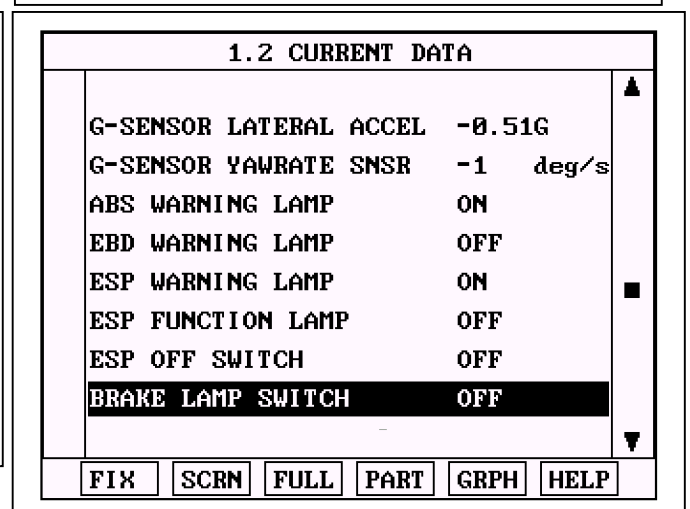 1.2 CURRENT DATA
G-SENSOR LATERAL ACCEL -0.51G
G-SENSOR YAWRATE SNSR -1 deg/s
ABS WARNING LAMP ON
EBD WARNING LAMP OFF
ESP WARNING LAMP ON
ESP FUNCTION LAMP OFF
ESP OFF SWITCH OFF
BRAKE LAMP SWITCH OFF
FIX SCRN FULL PART GRPH HELP